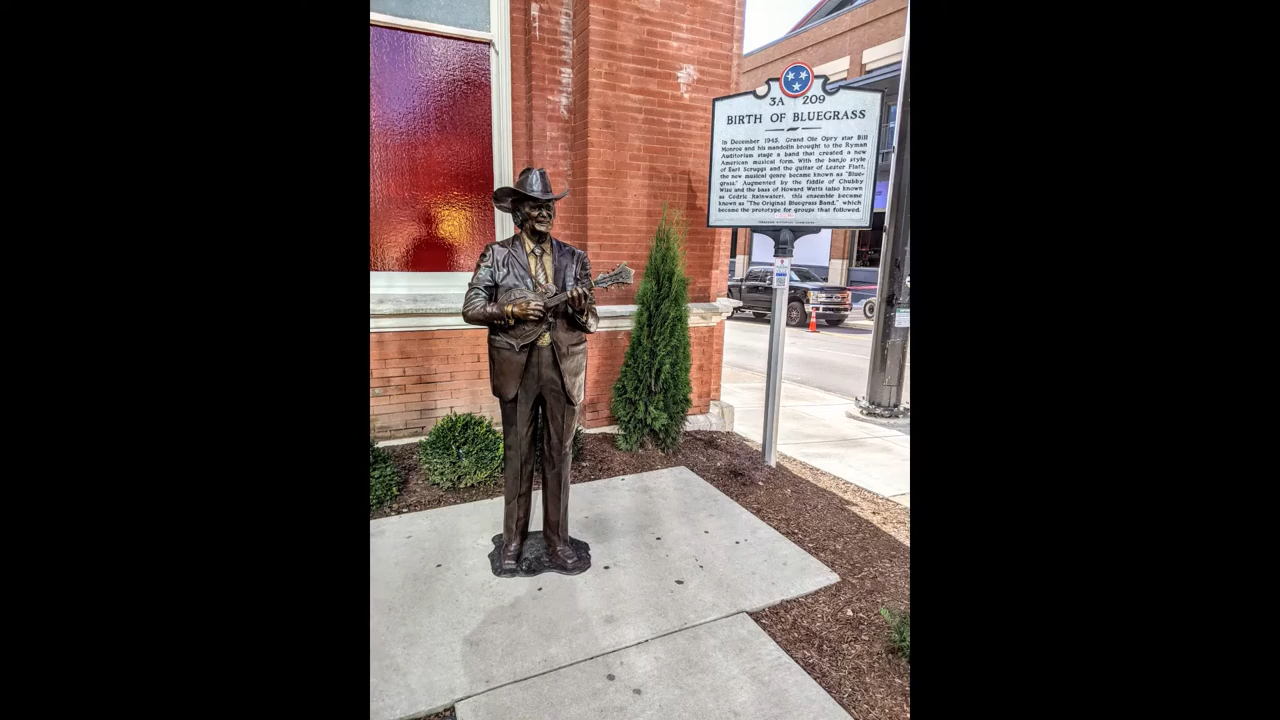 3A 209
BIRTH OF BLUEGRASS
In December 1945, Grand Ole Opry star Bill
Monroe and his mandolin brought to the Ryman
Auditorium stage a band that created a new
American musical form. With the banjo style
of Earl Scruggs and the guitar of Lester Flatt,
the new musical genre became known as "Blue-
grass." Augmented by the fiddle of Chubby
Wise and the bass of Howard Watts (also known
as Cedric Rainwater), this ensemble became
known as "The Original Bluegrass Band," which
became the prototype for groups that followed.